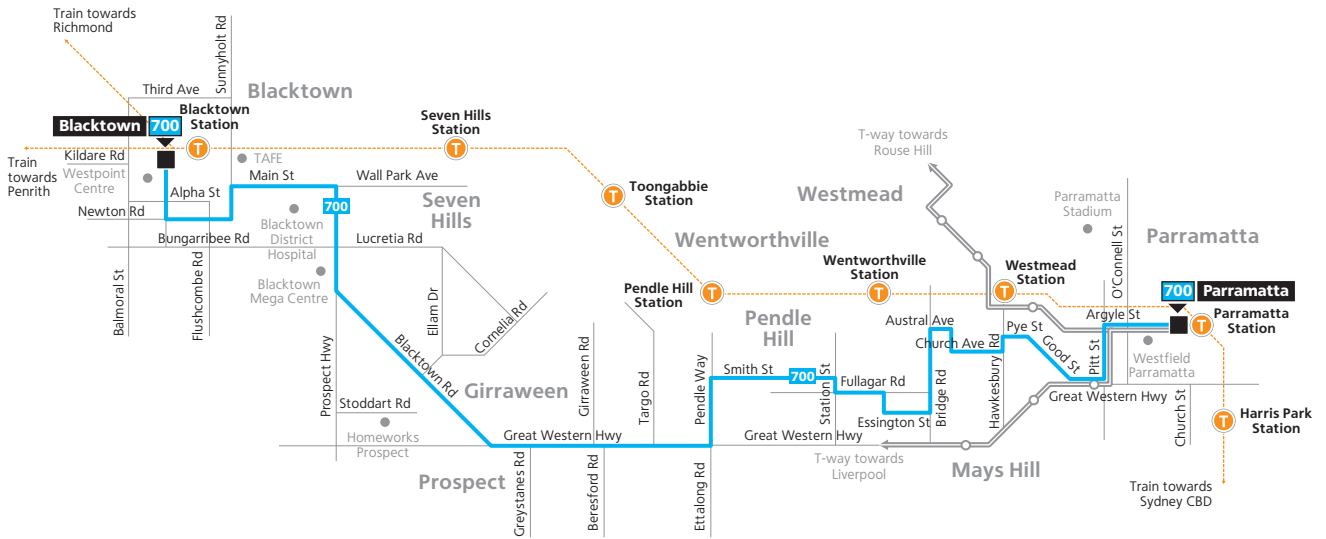 Train towards
Richmond
Sunnyholt Rd
Third Ave
Blacktown
Blacktown
Station
Seven Hills
Station
Blacktown 700
T
T
Train
towards
Penrith
Kildare Rd
Westpoint
Centre
TAFE
Main St
Wall Park Ave
Alpha St
Newton Rd
700
Seven
Hills
Blacktown
District
Hospital
Bungarribee Rd
Lucretia Rd
Blacktown
Mega Centre
Balmoral St
Flushcombe Rd
Ellam Dr
Cornelia Rd
Prospect Hwy
Blacktown Rd
Stoddart Rd
Homeworks
Prospect
Girraween
Girraween Rd
Targo Rd
Great Western Hwy
Prospect
Greystanes Rd
Beresford Rd
Ettalong Rd
T
Toongabbie
Station
Wentworthville
Pendle Hill
Station
T
Pendle
Hill
Pendle Way
Smith St
700
Station St
Fullagar Rd
Essington St
Great Western Hwy
T-way towards
Liverpool
T-way towards
Rouse Hill
Westmead
Wentworthville
Station
T
Westmead
Station
T
Austral Ave
Church Ave
Bridge Rd
Hawkesbury Rd
Pye St
Good St
Pitt St
Mays Hill
Great Western Hwy
Parramatta
Stadium
O'Connell St
Parramatta
700 Parramatta
Argyle St
T
Parramatta
Station
Westfield
Parramatta
Church St
T
Harris Park
Station
Train towards
Sydney CBD